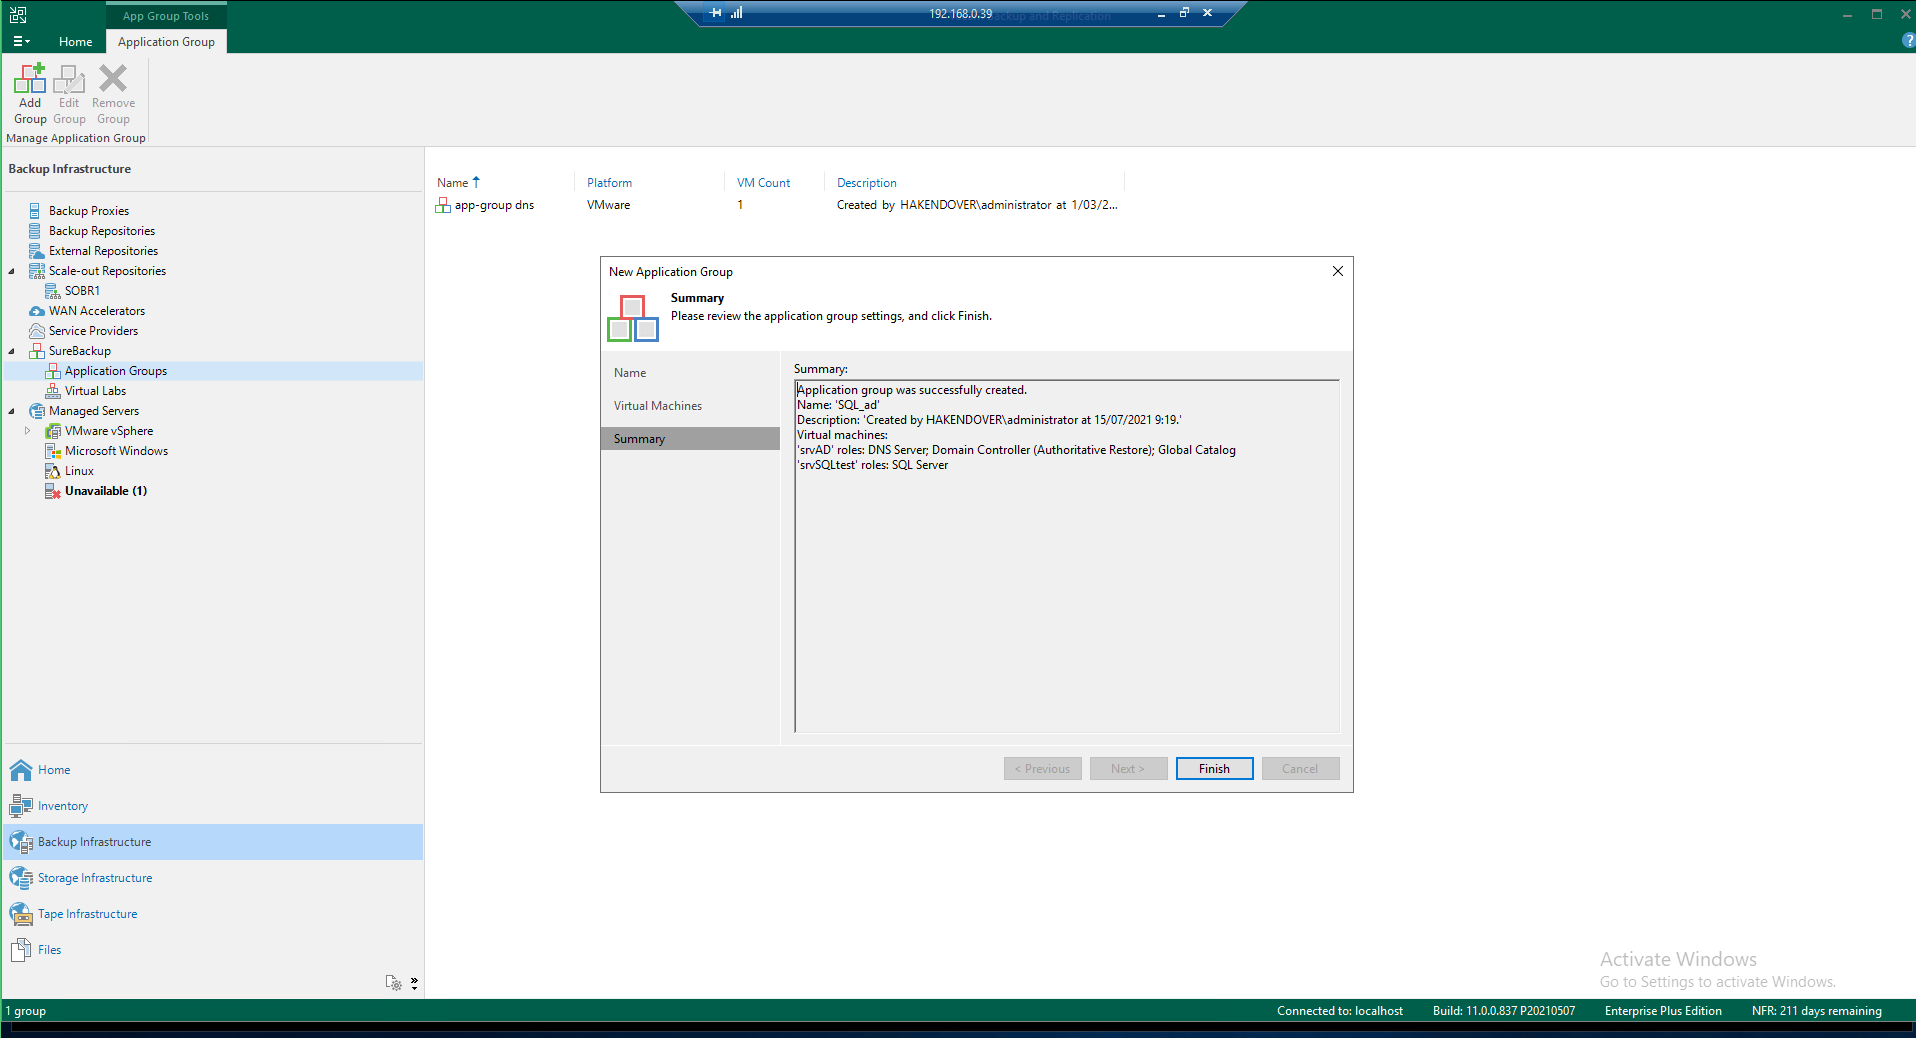 App Group Tools
192.168.0.39
ackup and Replication
Home
Application Group
Add Group
Edit Group
Remove Group
Manage Application Group
Backup Infrastructure
Backup Proxies
Backup Repositories
External Repositories
Scale-out Repositories
SOBR1
WAN Accelerators
Service Providers
SureBackup
Application Groups
Virtual Labs
Managed Servers
VMware vSphere
Microsoft Windows
Linux
Unavailable (1)
Home
Inventory
Backup Infrastructure
Storage Infrastructure
Tape Infrastructure
Files
Name Platform VM Count Description
app-group dns VMware 1 Created by HAKENDOVER\administrator at 1/03/2...
New Application Group
Summary
Please review the application group settings, and click Finish.
Name
Virtual Machines
Summary
Summary:
Application group was successfully created.
Name: 'SQL_ad'
Description: 'Created by HAKENDOVER\administrator at 15/07/2021 9:19.'
Virtual machines:
'srvAD' roles: DNS Server; Domain Controller (Authoritative Restore); Global Catalog
'srvSQLtest' roles: SQL Server
< Previous Next > Finish Cancel
Activate Windows
Go to Settings to activate Windows.
1 group
Connected to: localhost Build: 11.0.0.837 P20210507 Enterprise Plus Edition NFR: 211 days remaining